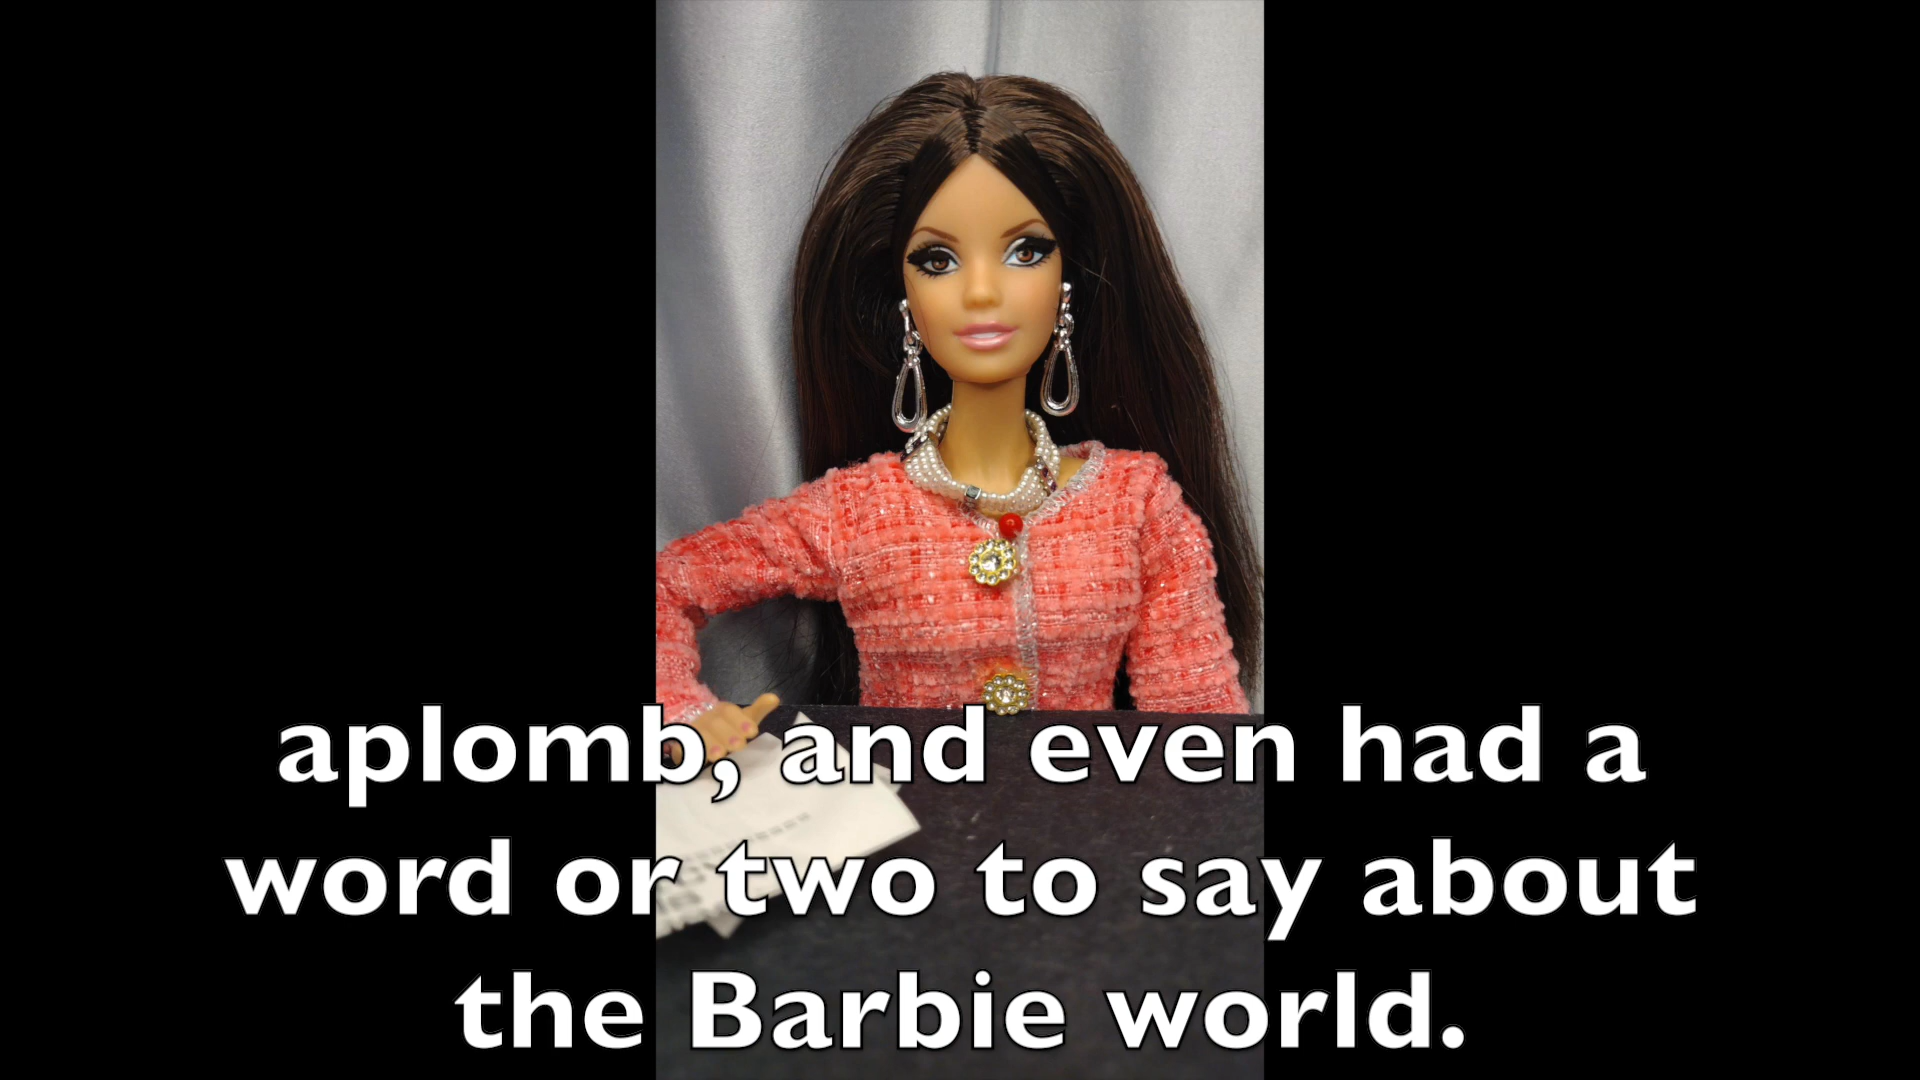 aplomb, and even had a
word or two to say about
the Barbie world.